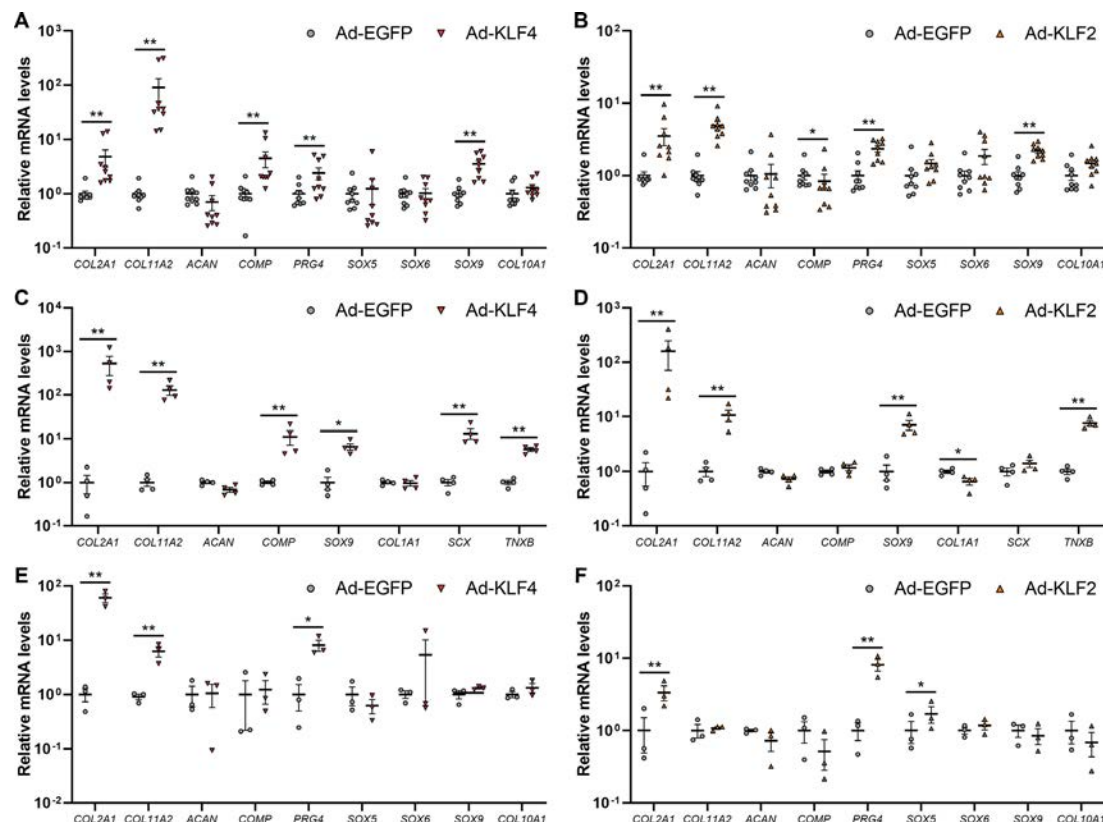 A
Ad-EGFP Ad-KLF4
Relative mRNA levels
10³
10²
10¹
10⁰
10⁻¹
** ** ** ** **
COL2A1 COL11A2 ACAN COMP PRG4 SOX5 SOX6 SOX9 COL10A1
B
Ad-EGFP Ad-KLF2
Relative mRNA levels
10²
10¹
10⁰
10⁻¹
** ** * ** **
COL2A1 COL11A2 ACAN COMP PRG4 SOX5 SOX6 SOX9 COL10A1
C
Ad-EGFP Ad-KLF4
Relative mRNA levels
10⁴
10³
10²
10¹
10⁰
10⁻¹
** ** ** * ** **
COL2A1 COL11A2 ACAN COMP SOX9 COL1A1 SCX TNXB
D
Ad-EGFP Ad-KLF2
Relative mRNA levels
10³
10²
10¹
10⁰
10⁻¹
** ** ** * **
COL2A1 COL11A2 ACAN COMP SOX9 COL1A1 SCX TNXB
E
Ad-EGFP Ad-KLF4
Relative mRNA levels
10²
10¹
10⁰
10⁻¹
10⁻²
** ** *
COL2A1 COL11A2 ACAN COMP PRG4 SOX5 SOX6 SOX9 COL10A1
F
Ad-EGFP Ad-KLF2
Relative mRNA levels
10²
10¹
10⁰
10⁻¹
** ** *
COL2A1 COL11A2 ACAN COMP PRG4 SOX5 SOX6 SOX9 COL10A1